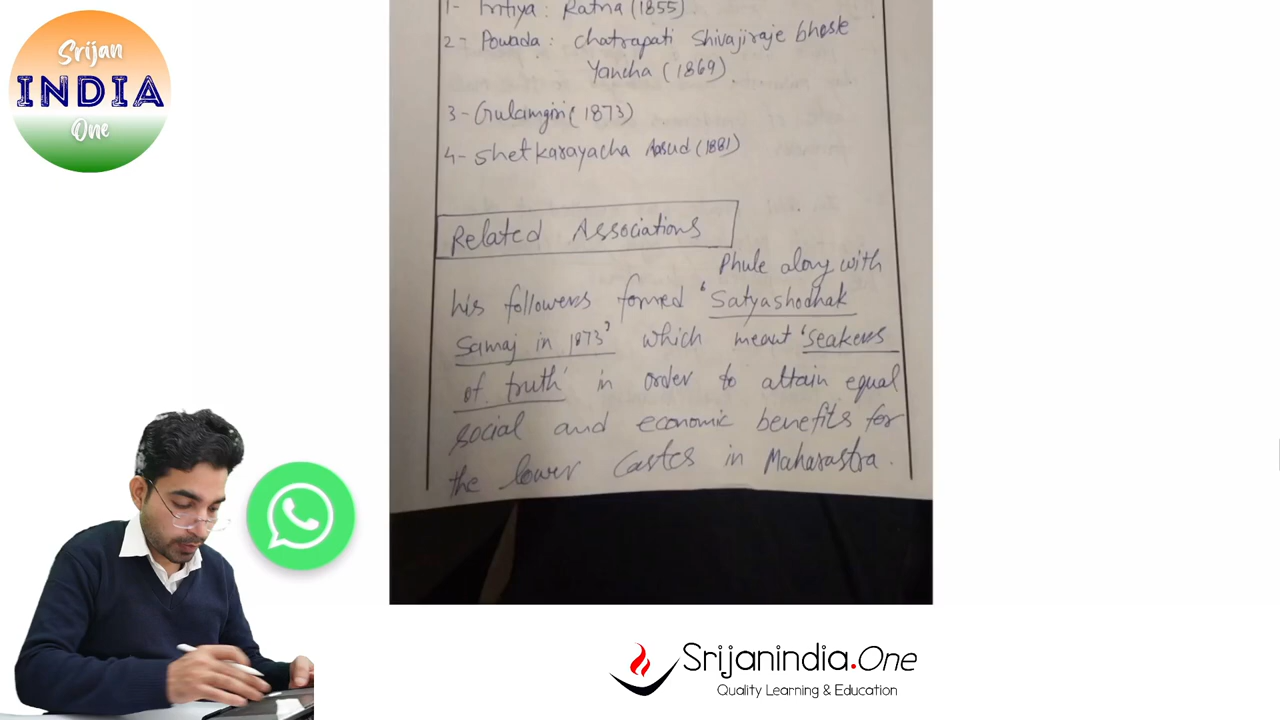 Srijan
INDIA
One
1- Tritiya : Ratna (1855)
2- Powada : Chatrapati Shivajiraje bhosle
Yancha (1869)
3- Gulamgiri (1873)
4- Shetkarayacha Aasud (1881)
Related Associations
Phule along with
his followers formed 'Satyashodhak
Samaj in 1873' which meant 'seakers
of truth' in order to attain equal
social and economic benefits for
the lower castes in Maharastra.
Srijanindia.One
Quality Learning & Education